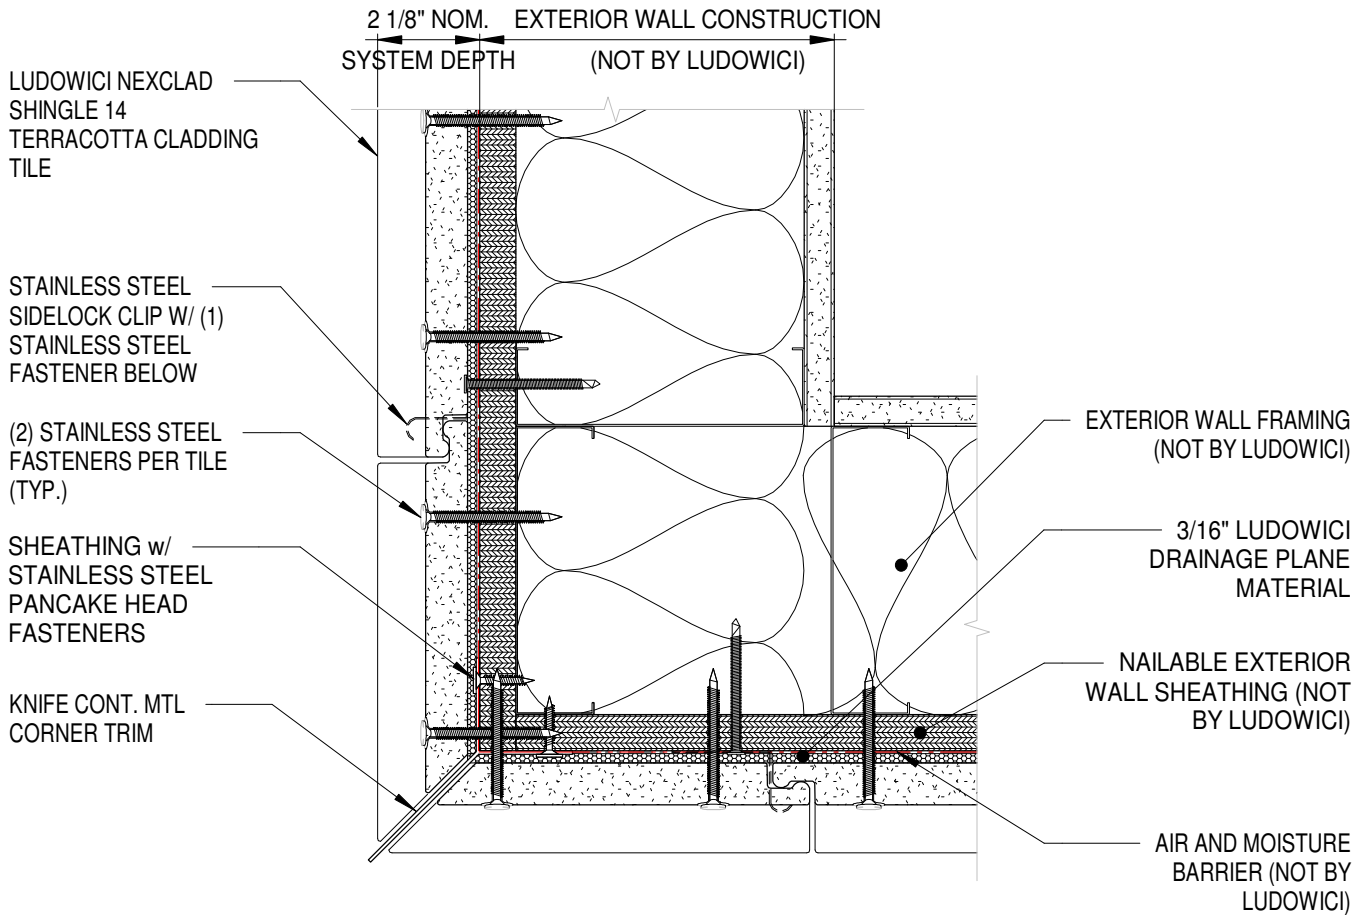 2 1/8" NOM.
SYSTEM DEPTH
EXTERIOR WALL CONSTRUCTION
(NOT BY LUDOWICI)
LUDOWICI NEXCLAD
SHINGLE 14
TERRACOTTA CLADDING
TILE
STAINLESS STEEL
SIDELOCK CLIP W/ (1)
STAINLESS STEEL
FASTENER BELOW
(2) STAINLESS STEEL
FASTENERS PER TILE
(TYP.)
SHEATHING w/
STAINLESS STEEL
PANCAKE HEAD
FASTENERS
KNIFE CONT. MTL
CORNER TRIM
EXTERIOR WALL FRAMING
(NOT BY LUDOWICI)
3/16" LUDOWICI
DRAINAGE PLANE
MATERIAL
NAILABLE EXTERIOR
WALL SHEATHING (NOT
BY LUDOWICI)
AIR AND MOISTURE
BARRIER (NOT BY
LUDOWICI)